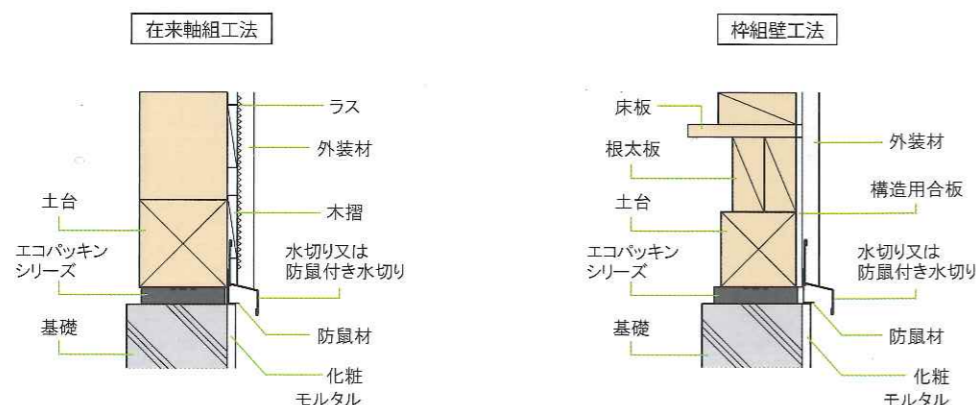 在来軸組工法
ラス
外装材
土台
木摺
エコパッキン
シリーズ
水切り又は
防鼠付き水切り
基礎
防鼠材
化粧
モルタル
枠組壁工法
床板
外装材
根太板
構造用合板
土台
エコパッキン
シリーズ
水切り又は
防鼠付き水切り
基礎
防鼠材
化粧
モルタル